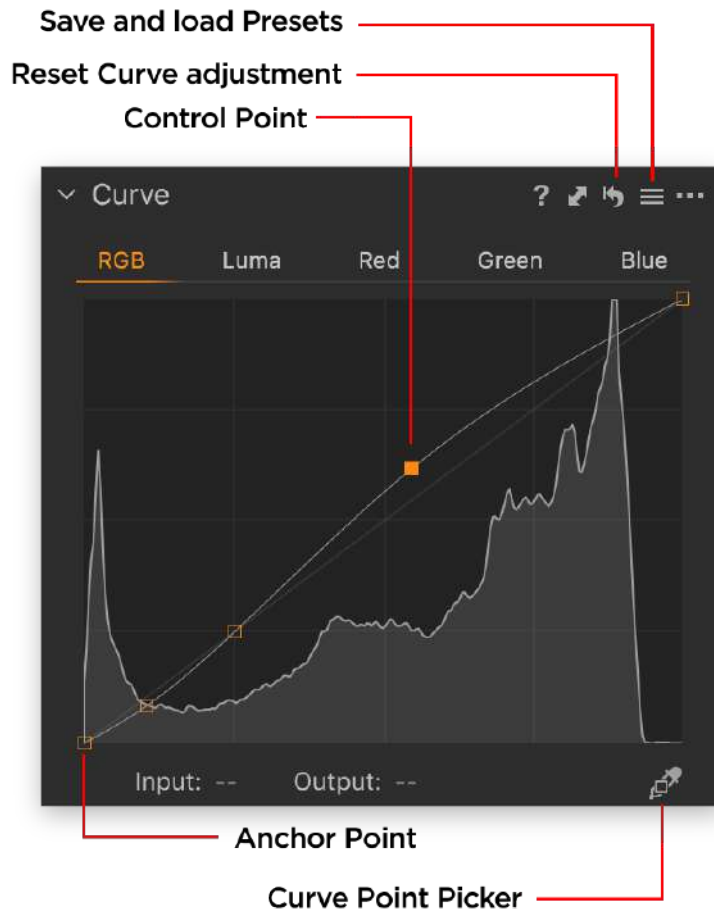 Save and load Presets
Reset Curve adjustment
Control Point
Curve ?
RGB Luma Red Green Blue
Input: -- Output: --
Anchor Point
Curve Point Picker